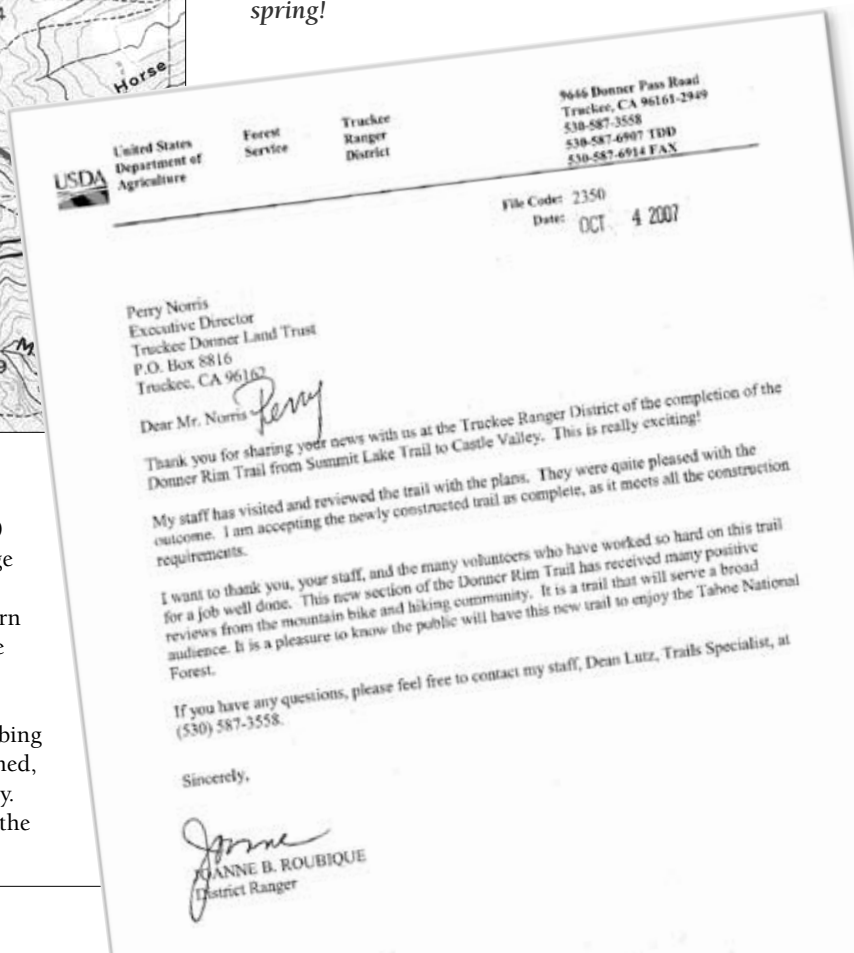 spring!
Horse
USDA
United States
Department of
Agriculture
Forest
Service
Truckee
Ranger
District
9646 Donner Pass Road
Truckee, CA 96161-2949
530-587-3558
530-587-6907 TDD
530-587-6914 FAX
File Code: 2350
Date: OCT 4 2007
Perry Norris
Executive Director
Truckee Donner Land Trust
P.O. Box 8816
Truckee, CA 96162
Dear Mr. Norris Perry
Thank you for sharing your news with us at the Truckee Ranger District of the completion of the
Donner Rim Trail from Summit Lake Trail to Castle Valley. This is really exciting!
My staff has visited and reviewed the trail with the plans. They were quite pleased with the
outcome. I am accepting the newly constructed trail as complete, as it meets all the construction
requirements.
I want to thank you, your staff, and the many volunteers who have worked so hard on this trail
for a job well done. This new section of the Donner Rim Trail has received many positive
reviews from the mountain bike and hiking community. It is a trail that will serve a broad
audience. It is a pleasure to know the public will have this new trail to enjoy the Tahoe National
Forest.
If you have any questions, please feel free to contact my staff, Dean Lutz, Trails Specialist, at
(530) 587-3558.
Sincerely,
Joanne
JOANNE B. ROUBIQUE
District Ranger
y.
the